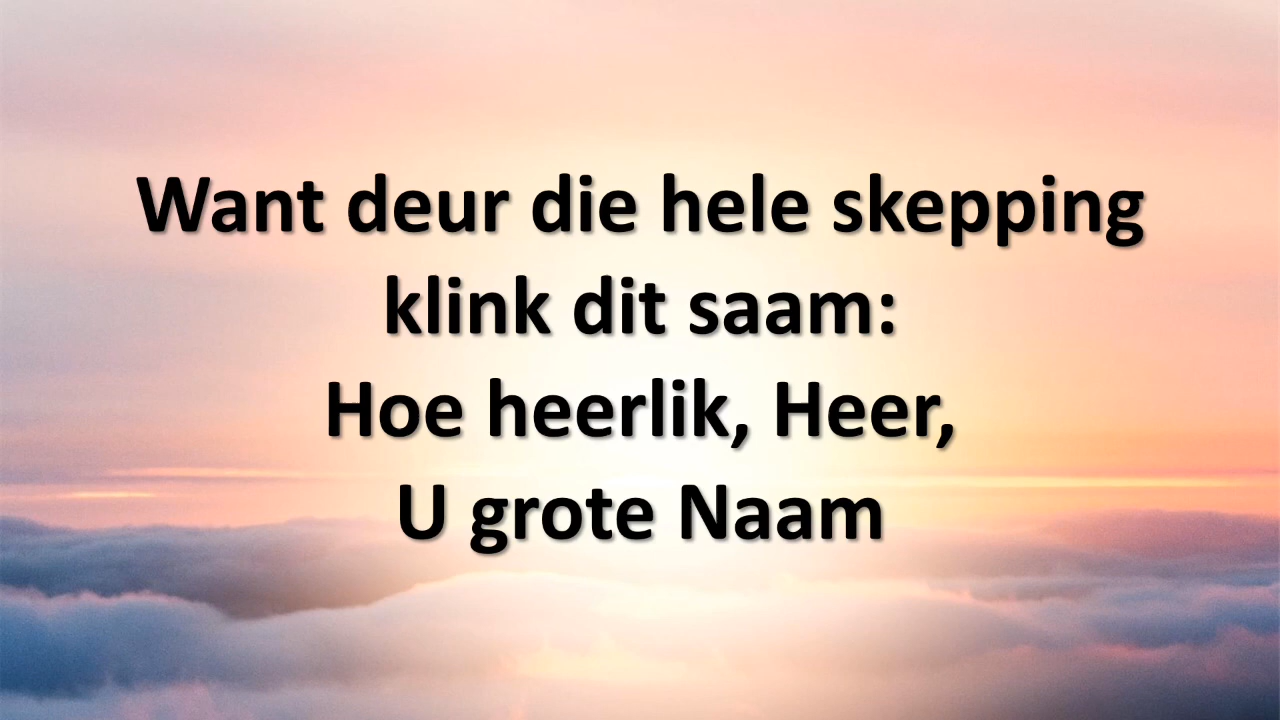 Want deur die hele skepping
klink dit saam:
Hoe heerlik, Heer,
U grote Naam